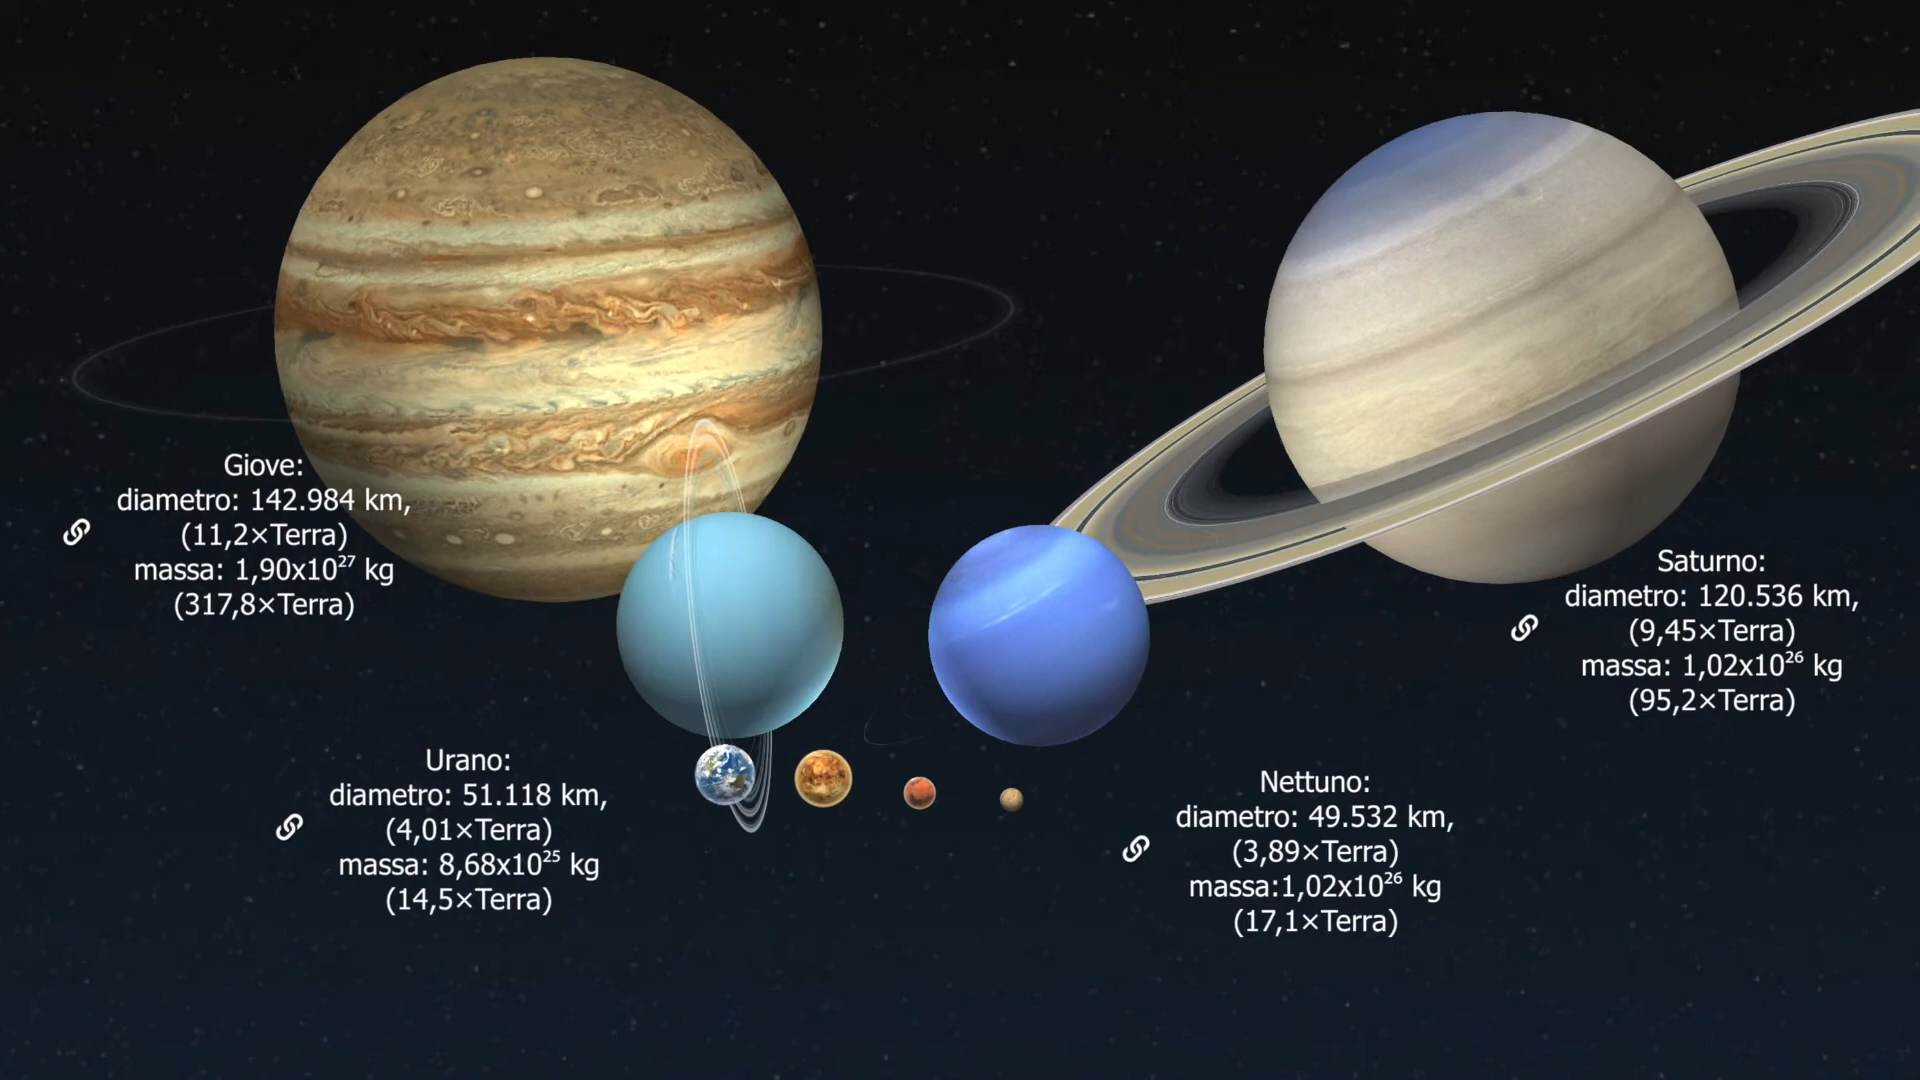 Giove:
diametro: 142.984 km,
(11,2×Terra)
massa: 1,90x10²⁷ kg
(317,8×Terra)
Saturno:
diametro: 120.536 km,
(9,45×Terra)
massa: 1,02x10²⁶ kg
(95,2×Terra)
Urano:
diametro: 51.118 km,
(4,01×Terra)
massa: 8,68x10²⁵ kg
(14,5×Terra)
Nettuno:
diametro: 49.532 km,
(3,89×Terra)
massa:1,02x10²⁶ kg
(17,1×Terra)